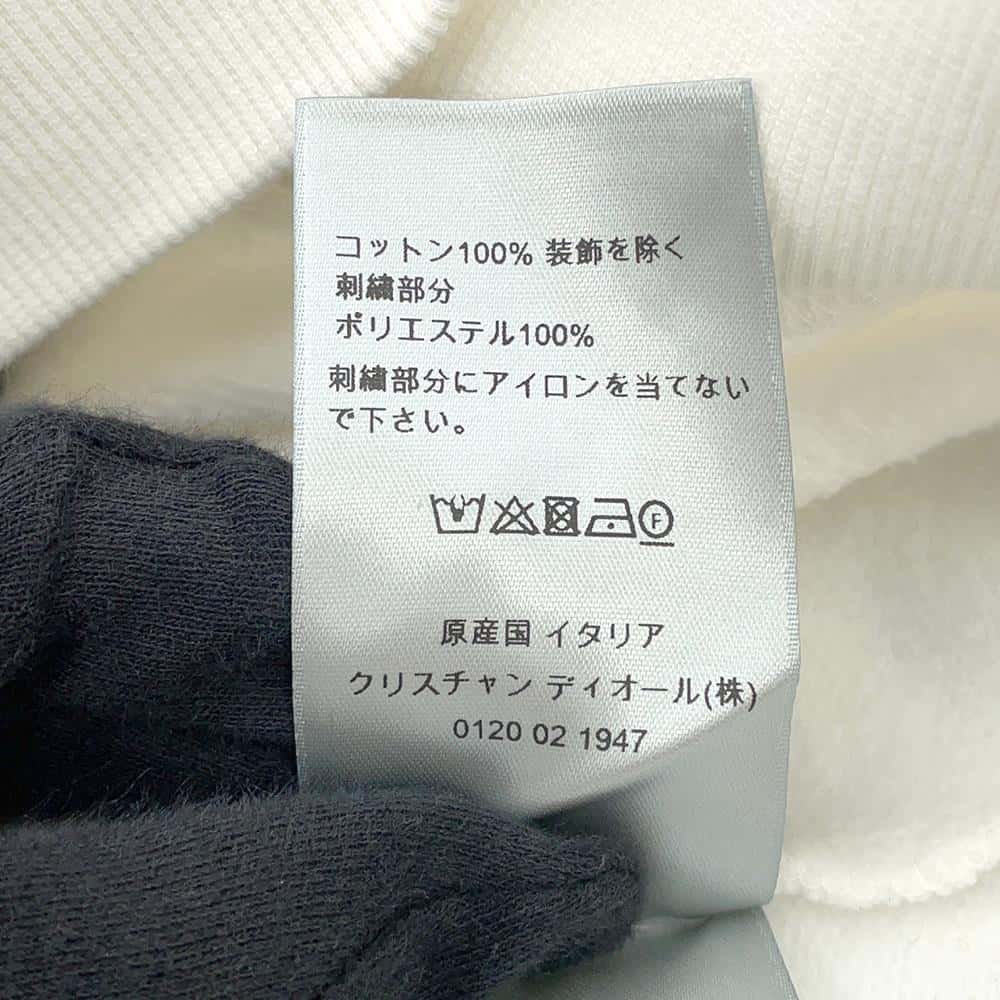 コットン100% 装飾を除く
刺繍部分
ポリエステル100%
刺繍部分にアイロンを当てない
で下さい。
F
原産国 イタリア
クリスチャン ディオール(株)
0120 02 1947